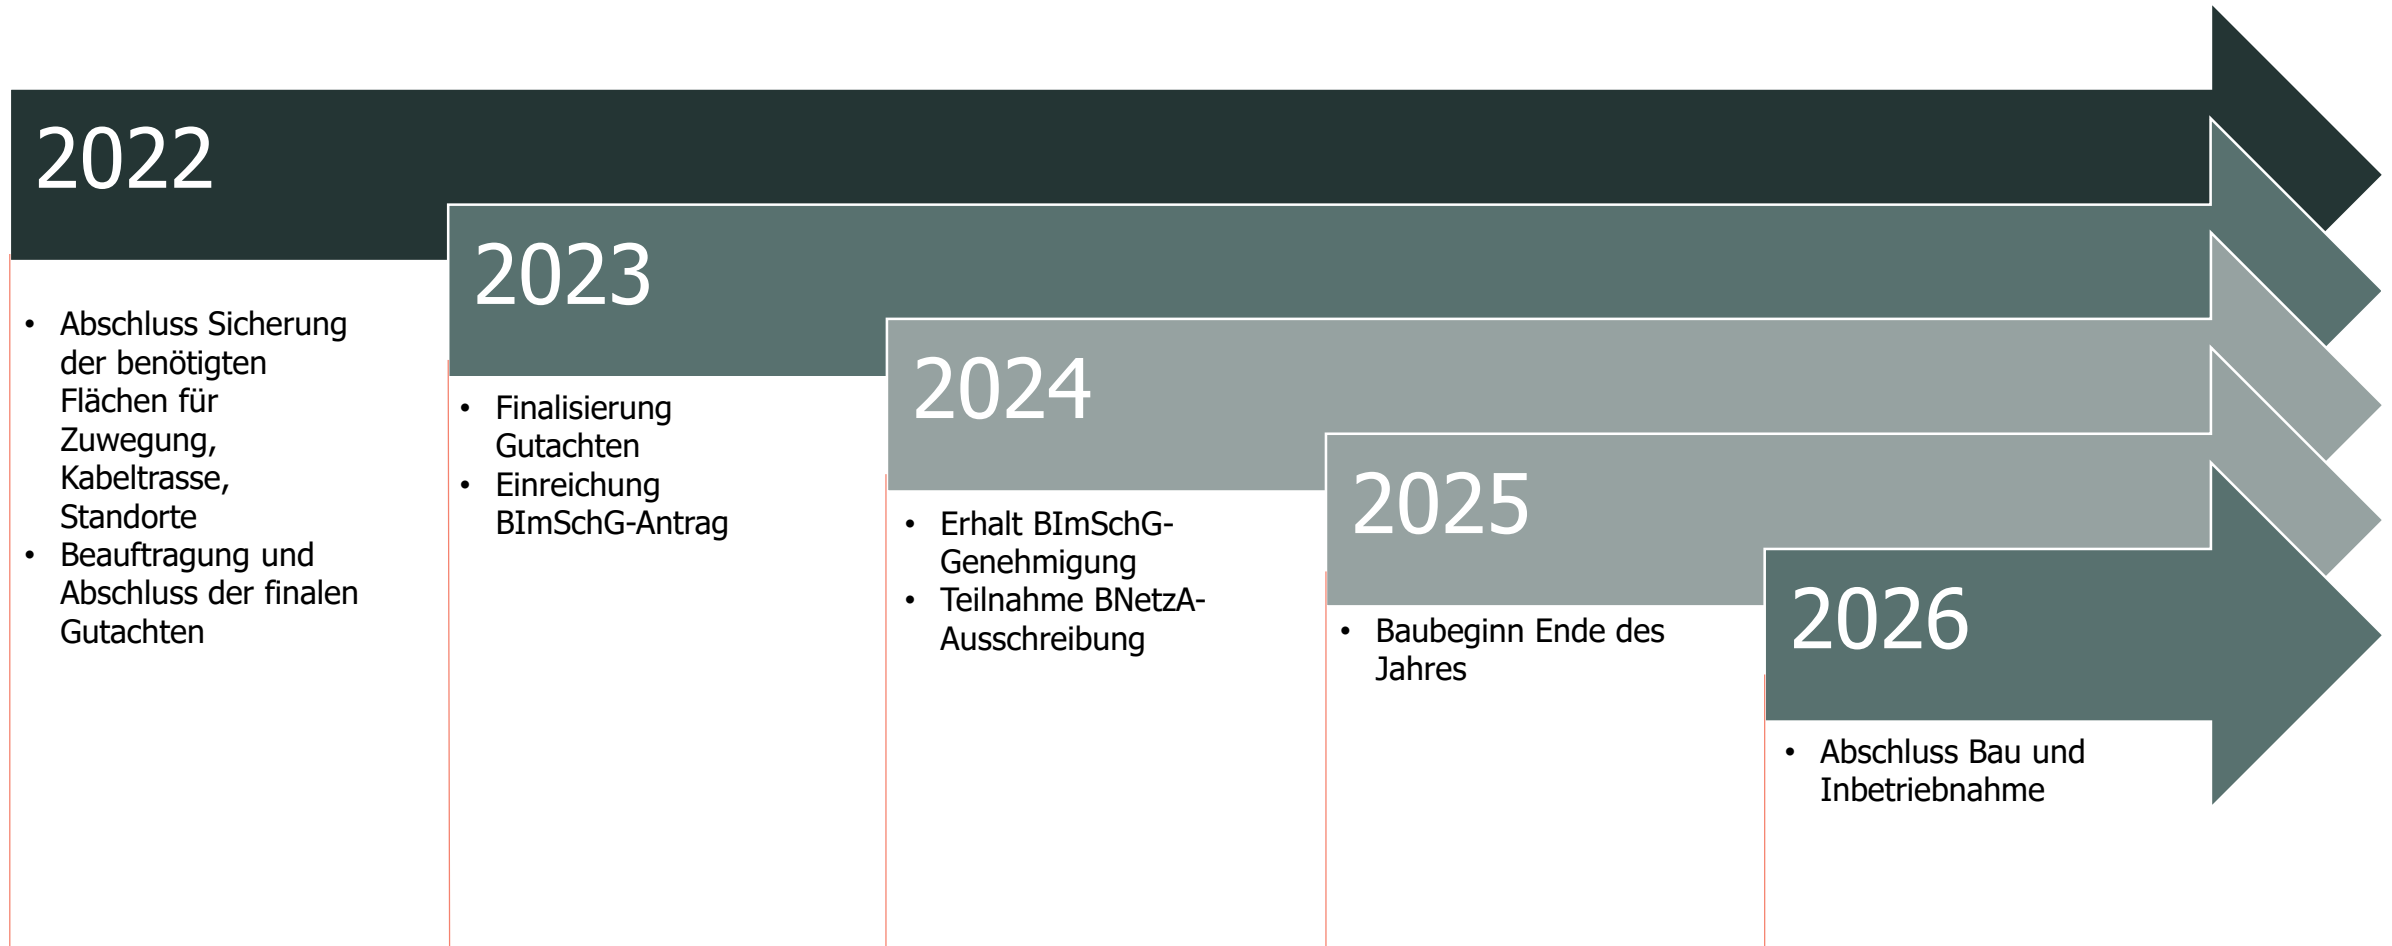 2022
• Abschluss Sicherung
der benötigten
Flächen für
Zuwegung,
Kabeltrasse,
Standorte
• Beauftragung und
Abschluss der finalen
Gutachten
2023
• Finalisierung
Gutachten
• Einreichung
BImSchG-Antrag
2024
• Erhalt BImSchG-
Genehmigung
• Teilnahme BNetzA-
Ausschreibung
2025
• Baubeginn Ende des
Jahres
2026
• Abschluss Bau und
Inbetriebnahme